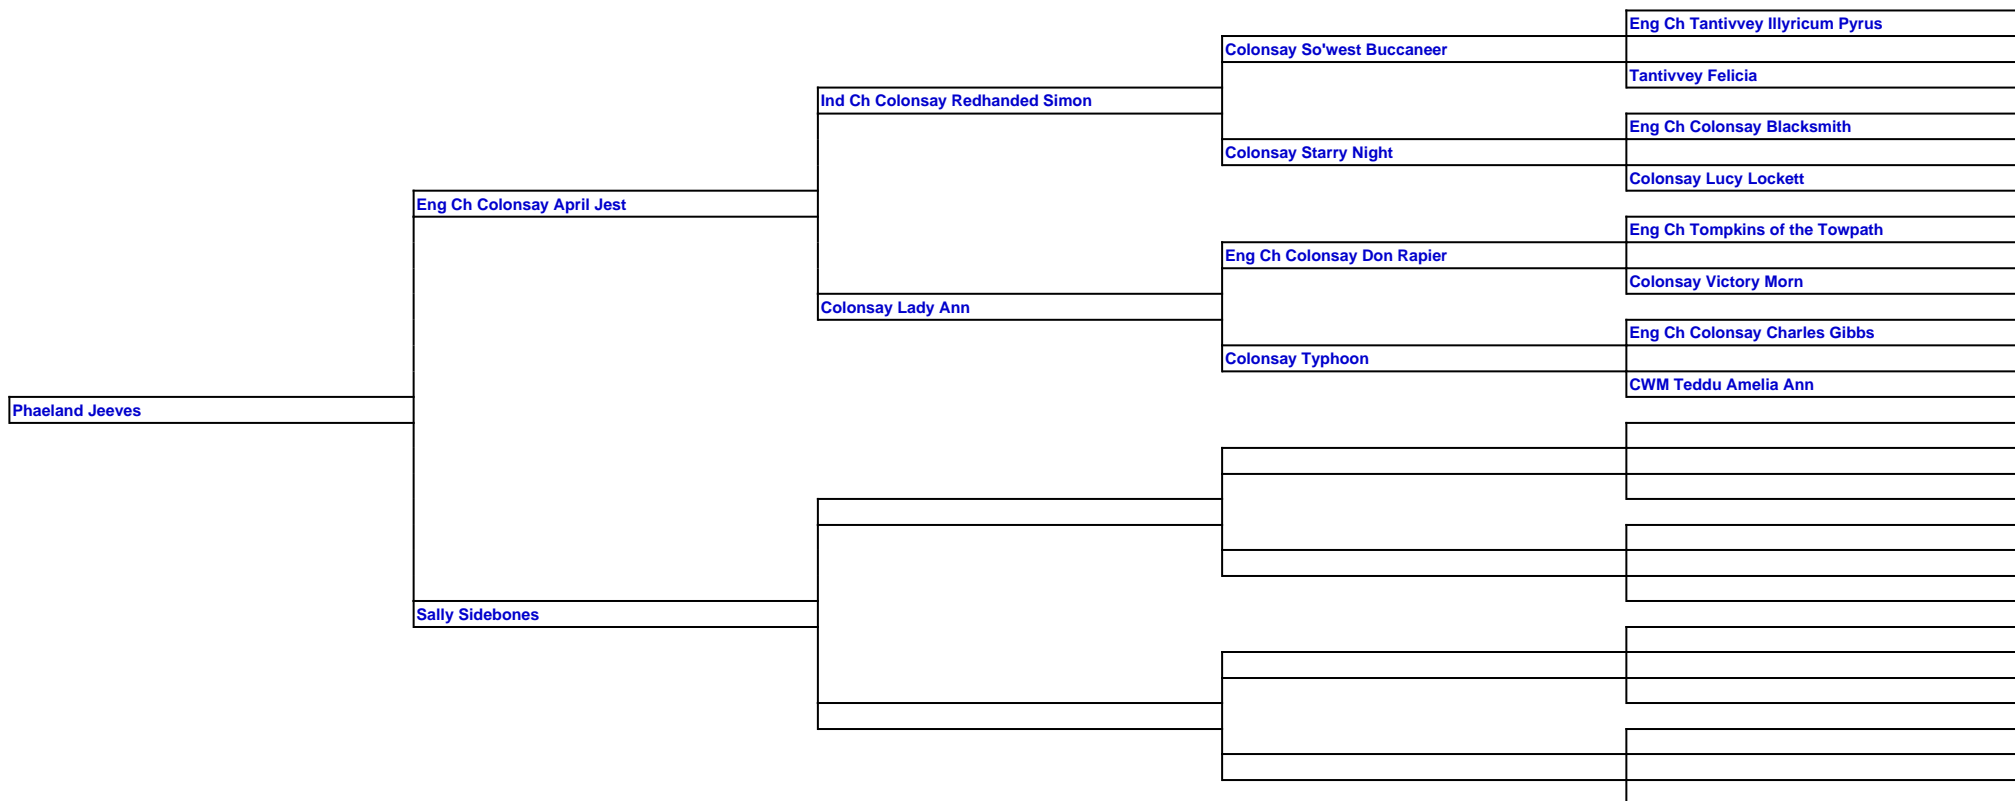 Eng Ch Tantivvey Illyricum Pyrus
Colonsay So'west Buccaneer
Tantivvey Felicia
Ind Ch Colonsay Redhanded Simon
Eng Ch Colonsay Blacksmith
Colonsay Starry Night
Colonsay Lucy Lockett
Eng Ch Colonsay April Jest
Eng Ch Tompkins of the Towpath
Eng Ch Colonsay Don Rapier
Colonsay Victory Morn
Colonsay Lady Ann
Eng Ch Colonsay Charles Gibbs
Colonsay Typhoon
CWM Teddu Amelia Ann
Phaeland Jeeves
Sally Sidebones